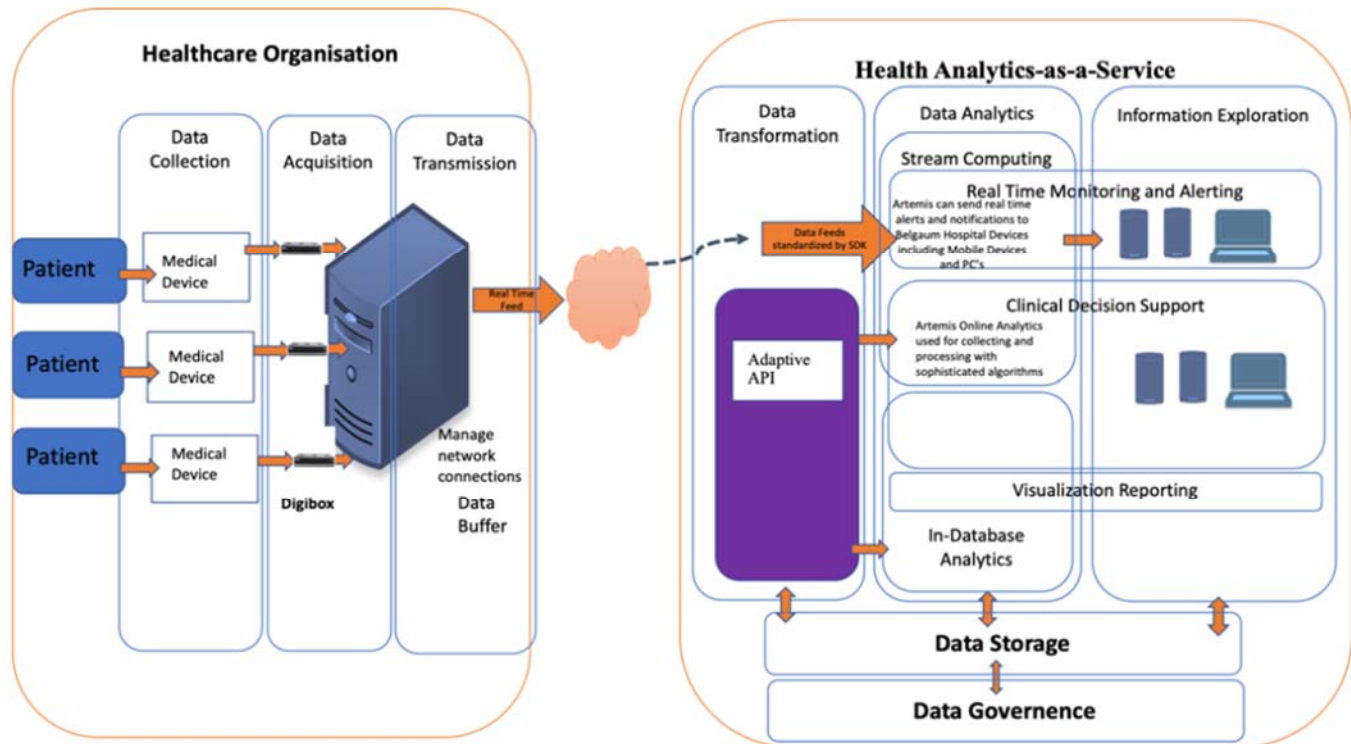 Healthcare Organisation
Data
Collection
Data
Acquisition
Data
Transmission
Patient
Medical
Device
Patient
Medical
Device
Patient
Medical
Device
Digibox
Manage
network
connections
Data
Buffer
Real Time
Feed
Health Analytics-as-a-Service
Data
Transformation
Data Analytics
Information Exploration
Stream Computing
Real Time Monitoring and Alerting
Data Feeds
standardized by SDK
Artemis can send real time
alerts and notifications to
Belgaum Hospital Devices
including Mobile Devices
and PC's
Clinical Decision Support
Adaptive
API
Artemis Online Analytics
used for collecting and
processing with
sophisticated algorithms
Visualization Reporting
In-Database
Analytics
Data Storage
Data Governence